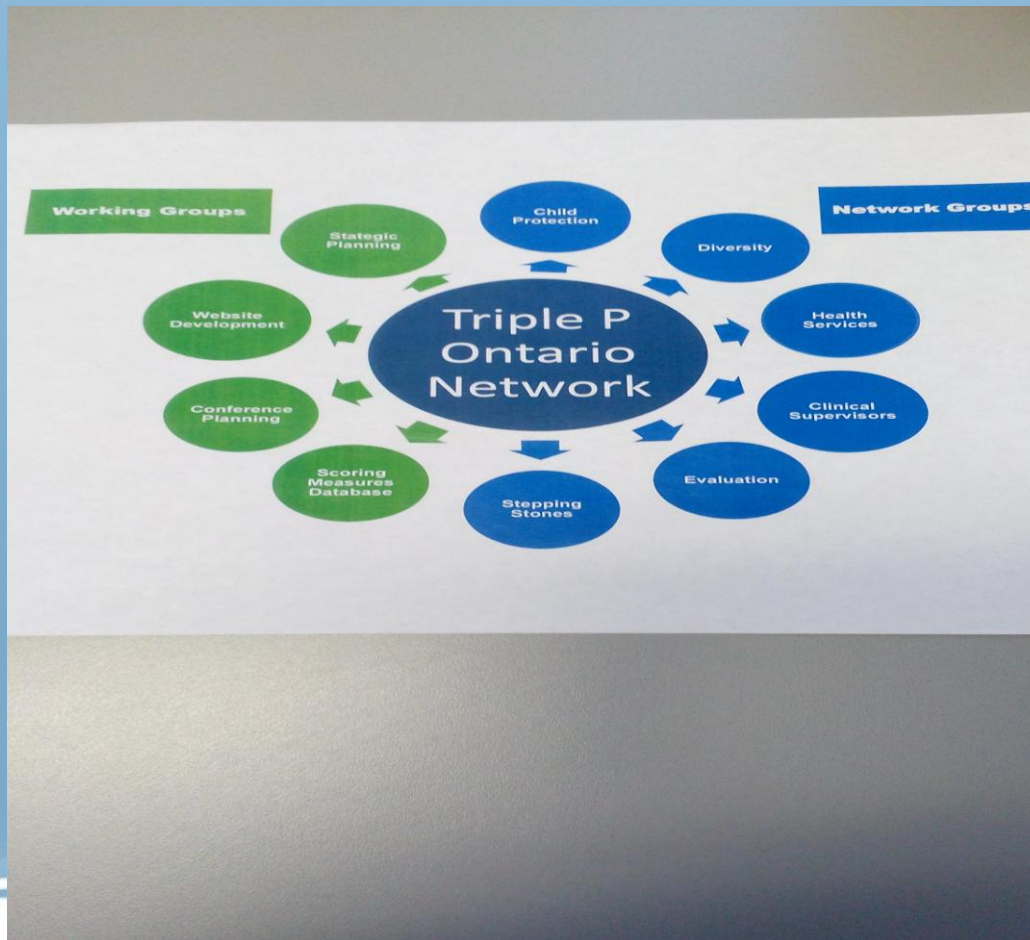 Working Groups
Network Groups
Child
Protection
Stategic
Planning
Diversity
Website
Development
Triple P
Ontario
Network
Health
Services
Conference
Planning
Clinical
Supervisors
Scoring
Measures
Database
Evaluation
Stepping
Stones